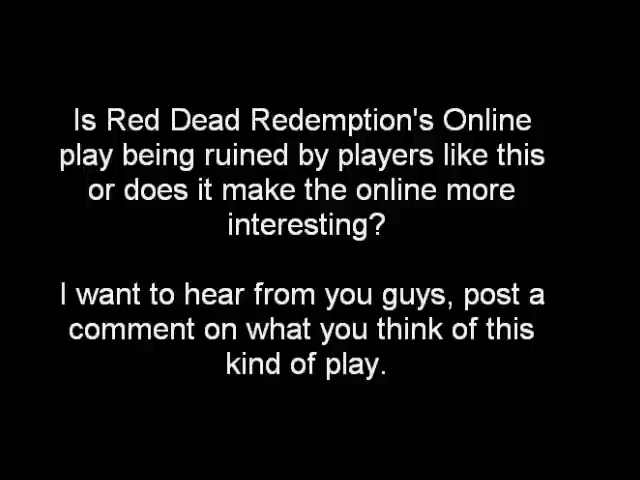 Is Red Dead Redemption's Online
play being ruined by players like this
or does it make the online more
interesting?
I want to hear from you guys, post a
comment on what you think of this
kind of play.